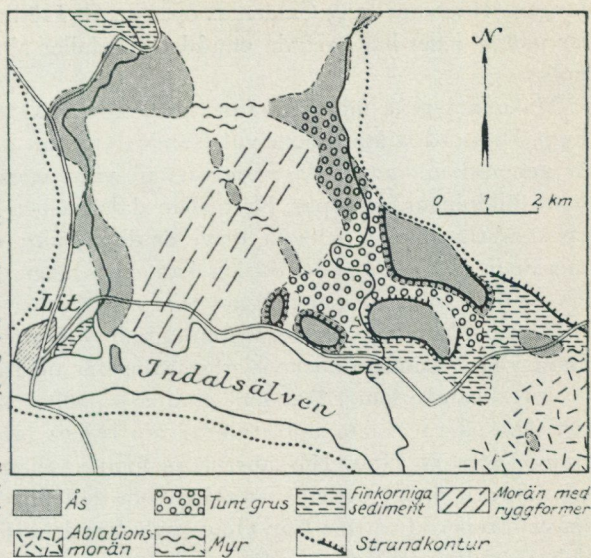 N
0 1 2 km
Lit
Indalsälven
Ås
Tunt grus
Finkorniga sediment
Morän med ryggformer
Ablations-
morän
Myr
Strandkontur